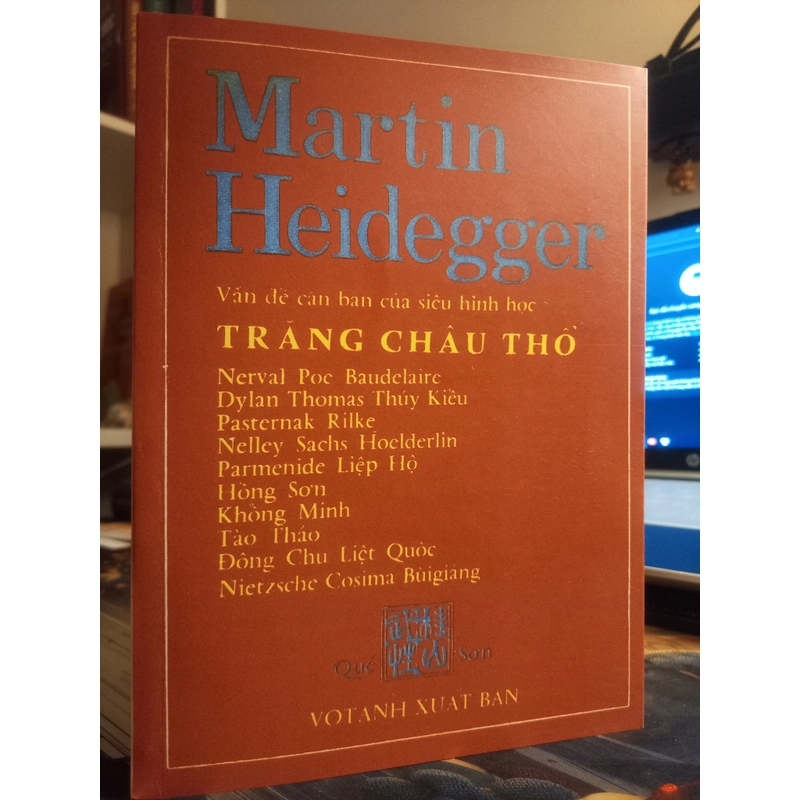 Martin
Heidegger
Vấn đề căn bản của siêu hình học
TRĂNG CHÂU THỔ
Nerval Poe Baudelaire
Dylan Thomas Thúy Kiều
Pasternak Rilke
Nelley Sachs Hoelderlin
Parmenide Liệp Hộ
Hồng Sơn
Khổng Minh
Tào Tháo
Đông Chu Liệt Quốc
Nietzsche Cosima Bùigiáng
Quế Sơn
VOTANH XUAT BAN